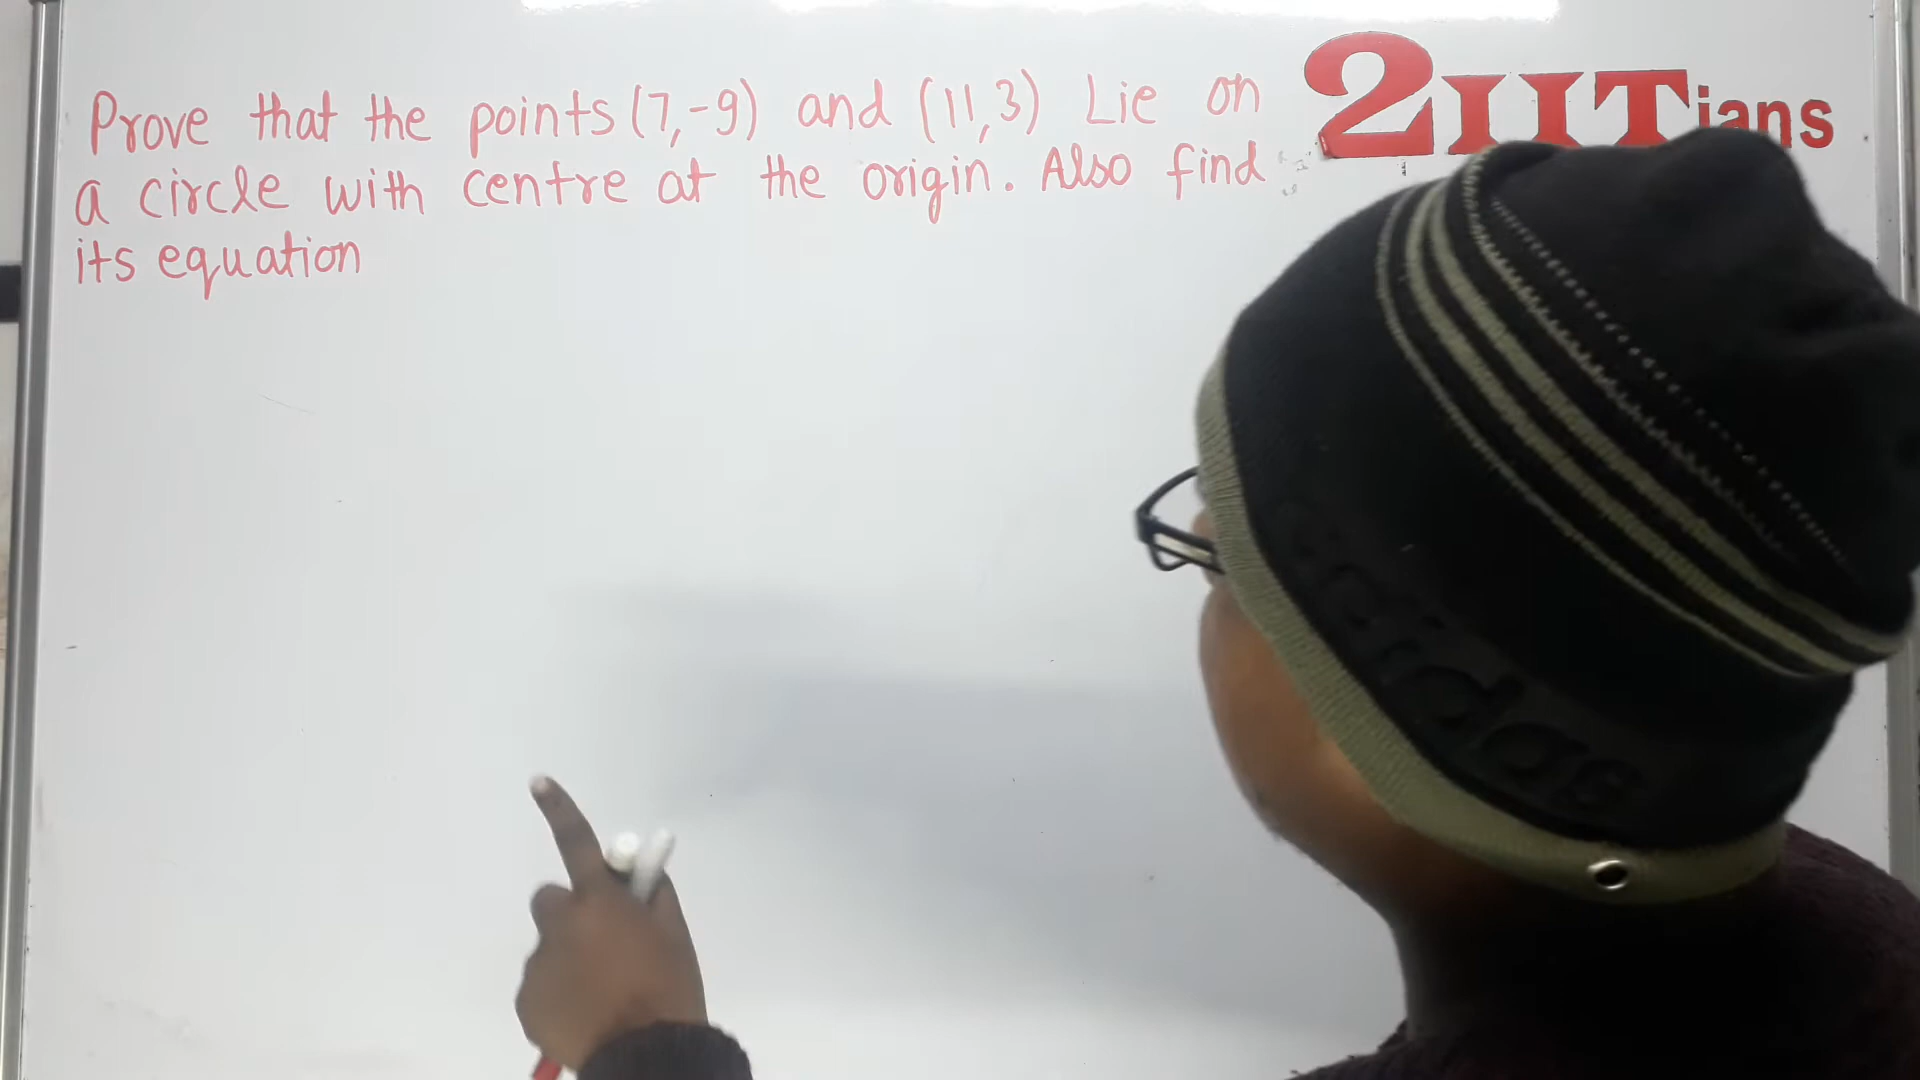 Prove that the points (7,-9) and (11,3) Lie on
a circle with centre at the origin. Also find
its equation
2IITians
adidas